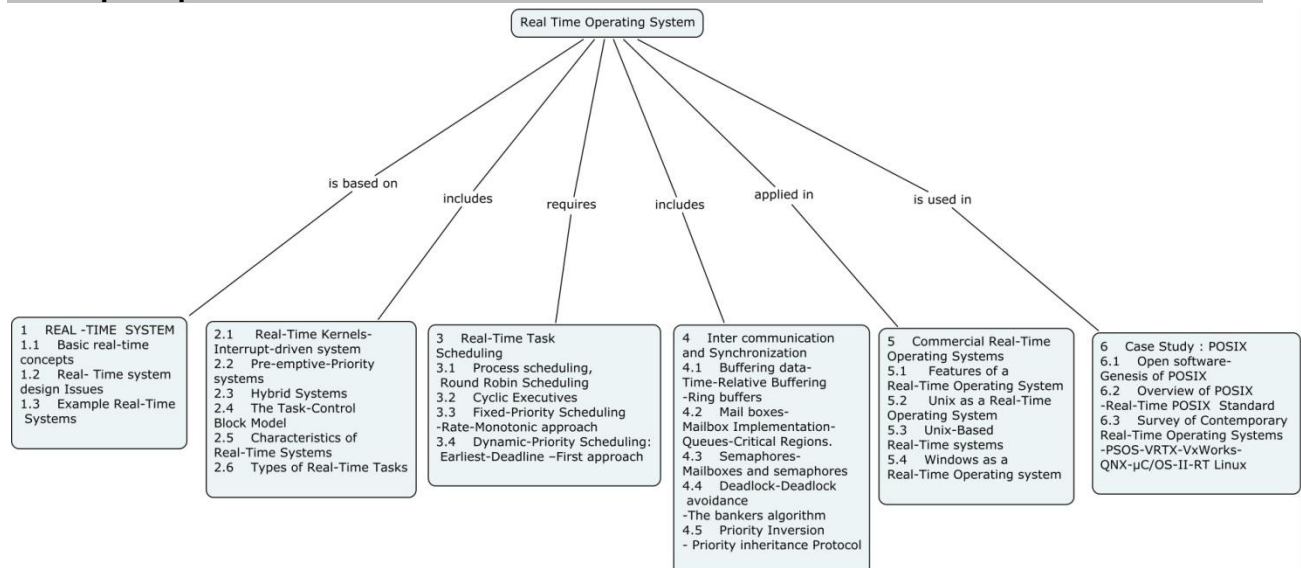 Real Time Operating System
is based on
includes
requires
includes
applied in
is used in
1 REAL -TIME SYSTEM
1.1 Basic real-time
concepts
1.2 Real- Time system
design Issues
1.3 Example Real-Time
Systems
2.1 Real-Time Kernels-
Interrupt-driven system
2.2 Pre-emptive-Priority
systems
2.3 Hybrid Systems
2.4 The Task-Control
Block Model
2.5 Characteristics of
Real-Time Systems
2.6 Types of Real-Time Tasks
3 Real-Time Task
Scheduling
3.1 Process scheduling,
Round Robin Scheduling
3.2 Cyclic Executives
3.3 Fixed-Priority Scheduling
-Rate-Monotonic approach
3.4 Dynamic-Priority Scheduling:
Earliest-Deadline –First approach
4 Inter communication
and Synchronization
4.1 Buffering data-
Time-Relative Buffering
-Ring buffers
4.2 Mail boxes-
Mailbox Implementation-
Queues-Critical Regions.
4.3 Semaphores-
Mailboxes and semaphores
4.4 Deadlock-Deadlock
avoidance
-The bankers algorithm
4.5 Priority Inversion
- Priority inheritance Protocol
5 Commercial Real-Time
Operating Systems
5.1 Features of a
Real-Time Operating System
5.2 Unix as a Real-Time
Operating System
5.3 Unix-Based
Real-Time systems
5.4 Windows as a
Real-Time Operating system
6 Case Study : POSIX
6.1 Open software-
Genesis of POSIX
6.2 Overview of POSIX
-Real-Time POSIX Standard
6.3 Survey of Contemporary
Real-Time Operating Systems
-PSOS-VRTX-VxWorks-
QNX-µC/OS-II-RT Linux